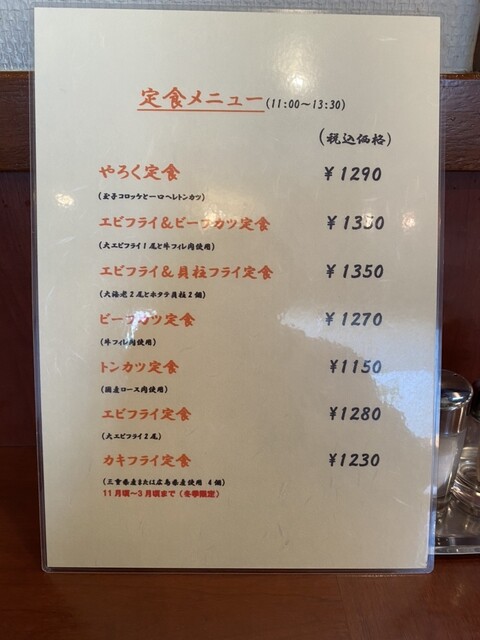 定食メニュー(11:00～13:30)
(税込価格)
やろく定食 ¥1290
(玉子コロッケと一口ヘレトンカツ)
エビフライ&ビーフカツ定食 ¥1350
(大エビフライ1尾と牛フィレ肉使用)
エビフライ&貝柱フライ定食 ¥1350
(大海老2尾とホタテ貝柱2個)
ビーフカツ定食 ¥1270
(牛フィレ肉使用)
トンカツ定食 ¥1150
(国産ロース肉使用)
エビフライ定食 ¥1280
(大エビフライ2尾)
カキフライ定食 ¥1230
(三重県産または広島県産使用 4個)
11月頃～3月頃まで(冬季限定)